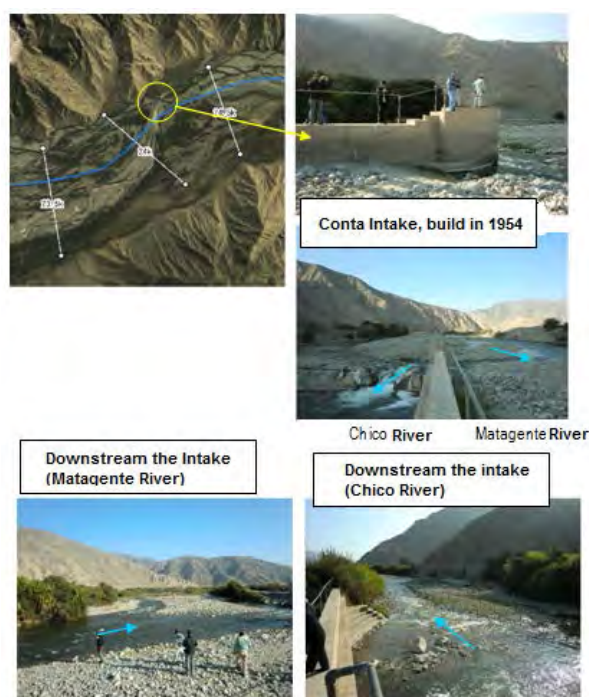 Conta Intake, build in 1954
Chico River
Matagente River
Downstream the Intake
(Matagente River)
Downstream the intake
(Chico River)